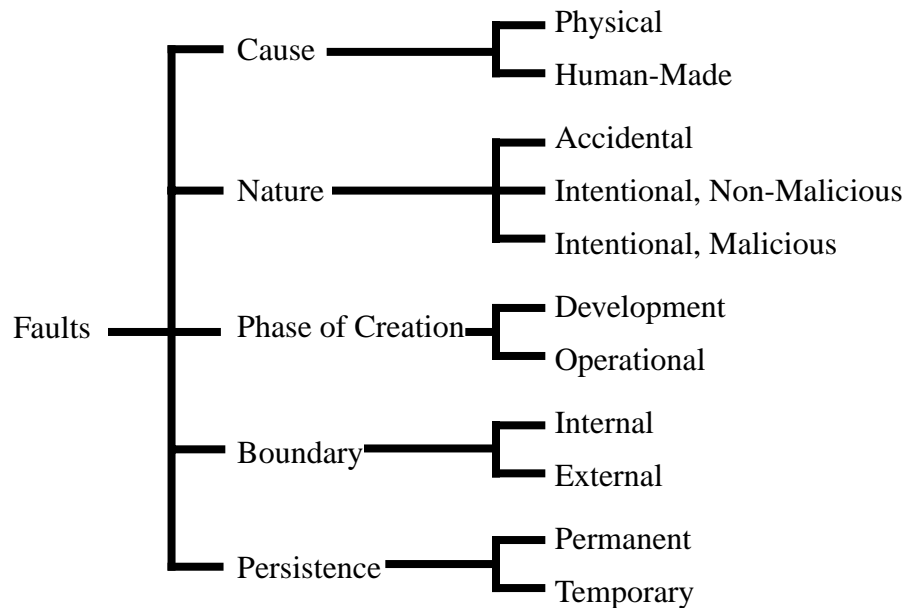 Faults
Cause
Physical
Human-Made
Nature
Accidental
Intentional, Non-Malicious
Intentional, Malicious
Phase of Creation
Development
Operational
Boundary
Internal
External
Persistence
Permanent
Temporary